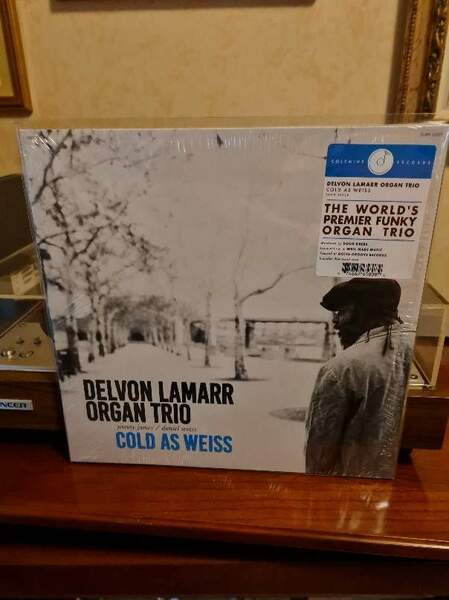 COLEMINE RECORDS
DELVON LAMARR ORGAN TRIO
COLD AS WEISS
THE WORLD'S
PREMIER FUNKY
ORGAN TRIO
DELVON LAMARR
ORGAN TRIO
jimmy james / daniel weiss
COLD AS WEISS